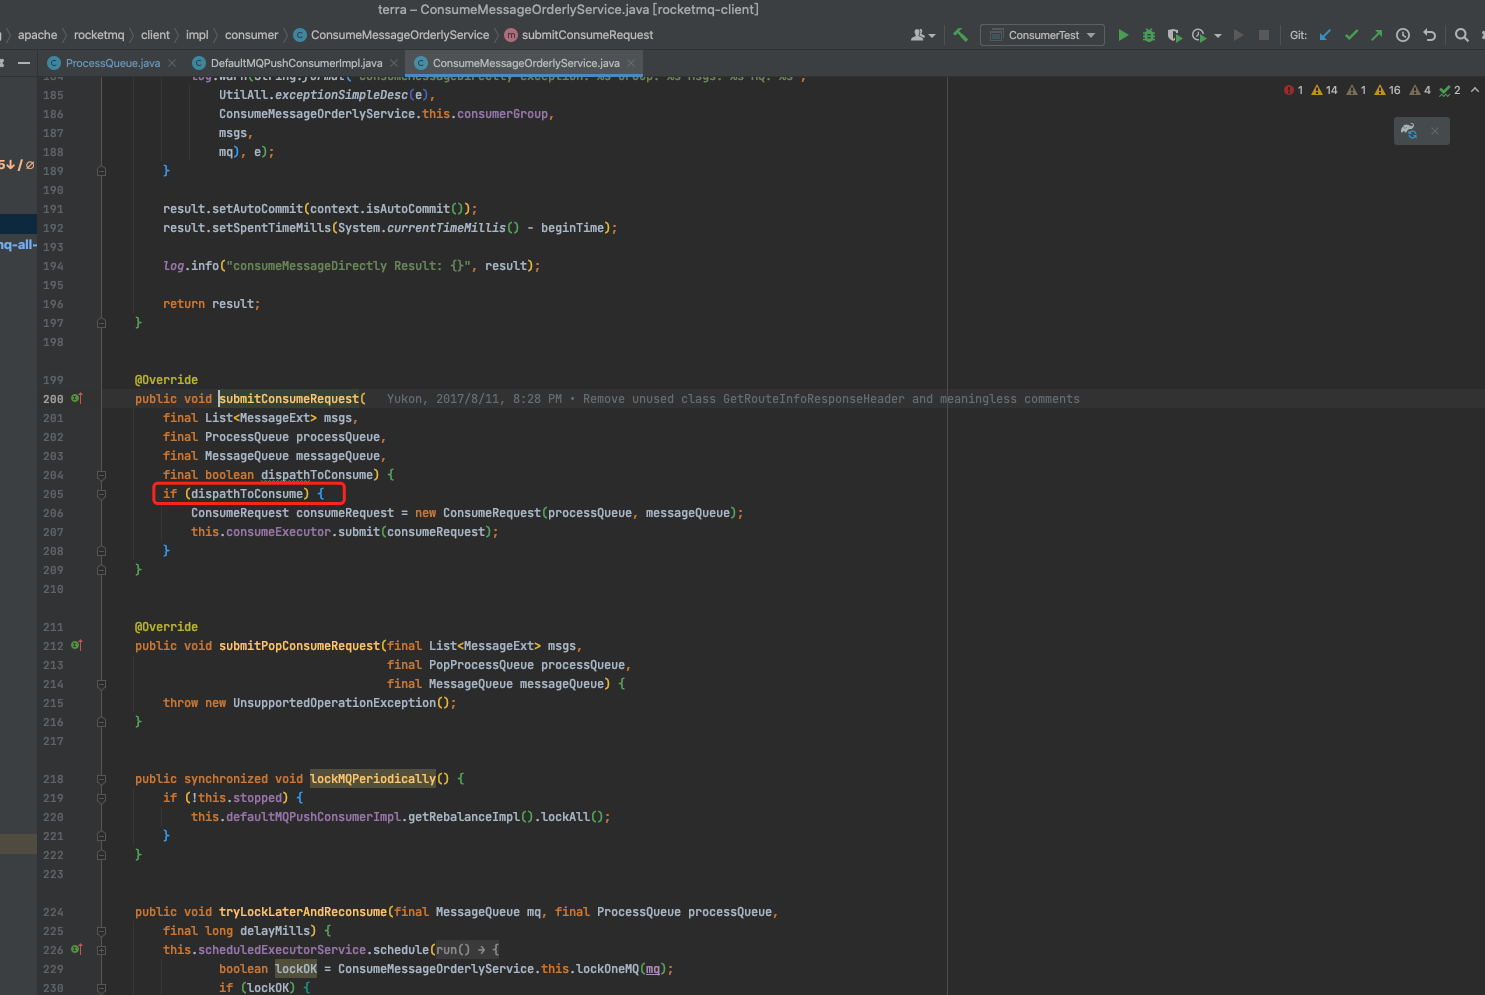 terra – ConsumeMessageOrderlyService.java [rocketmq-client]
apache rocketmq client impl consumer ConsumeMessageOrderlyService submitConsumeRequest
ConsumerTest
Git:
ProcessQueue.java DefaultMQPushConsumerImpl.java ConsumeMessageOrderlyService.java
1 14 1 16 4 2
185 UtilAll.exceptionSimpleDesc(e),
186 ConsumeMessageOrderlyService.this.consumerGroup,
187 msgs,
188 mq), e);
189 }
190
191 result.setAutoCommit(context.isAutoCommit());
192 result.setSpentTimeMills(System.currentTimeMillis() - beginTime);
193
194 log.info("consumeMessageDirectly Result: {}", result);
195
196 return result;
197 }
198
199 @Override
200 public void submitConsumeRequest( Yukon, 2017/8/11, 8:28 PM • Remove unused class GetRouteInfoResponseHeader and meaningless comments
201 final List<MessageExt> msgs,
202 final ProcessQueue processQueue,
203 final MessageQueue messageQueue,
204 final boolean dispathToConsume) {
205 if (dispathToConsume) {
206 ConsumeRequest consumeRequest = new ConsumeRequest(processQueue, messageQueue);
207 this.consumeExecutor.submit(consumeRequest);
208 }
209 }
210
211 @Override
212 public void submitPopConsumeRequest(final List<MessageExt> msgs,
213 final PopProcessQueue processQueue,
214 final MessageQueue messageQueue) {
215 throw new UnsupportedOperationException();
216 }
217
218 public synchronized void lockMQPeriodically() {
219 if (!this.stopped) {
220 this.defaultMQPushConsumerImpl.getRebalanceImpl().lockAll();
221 }
222 }
223
224 public void tryLockLaterAndReconsume(final MessageQueue mq, final ProcessQueue processQueue,
225 final long delayMills) {
226 this.scheduledExecutorService.schedule(run() → {
229 boolean lockOK = ConsumeMessageOrderlyService.this.lockOneMQ(mq);
230 if (lockOK) {